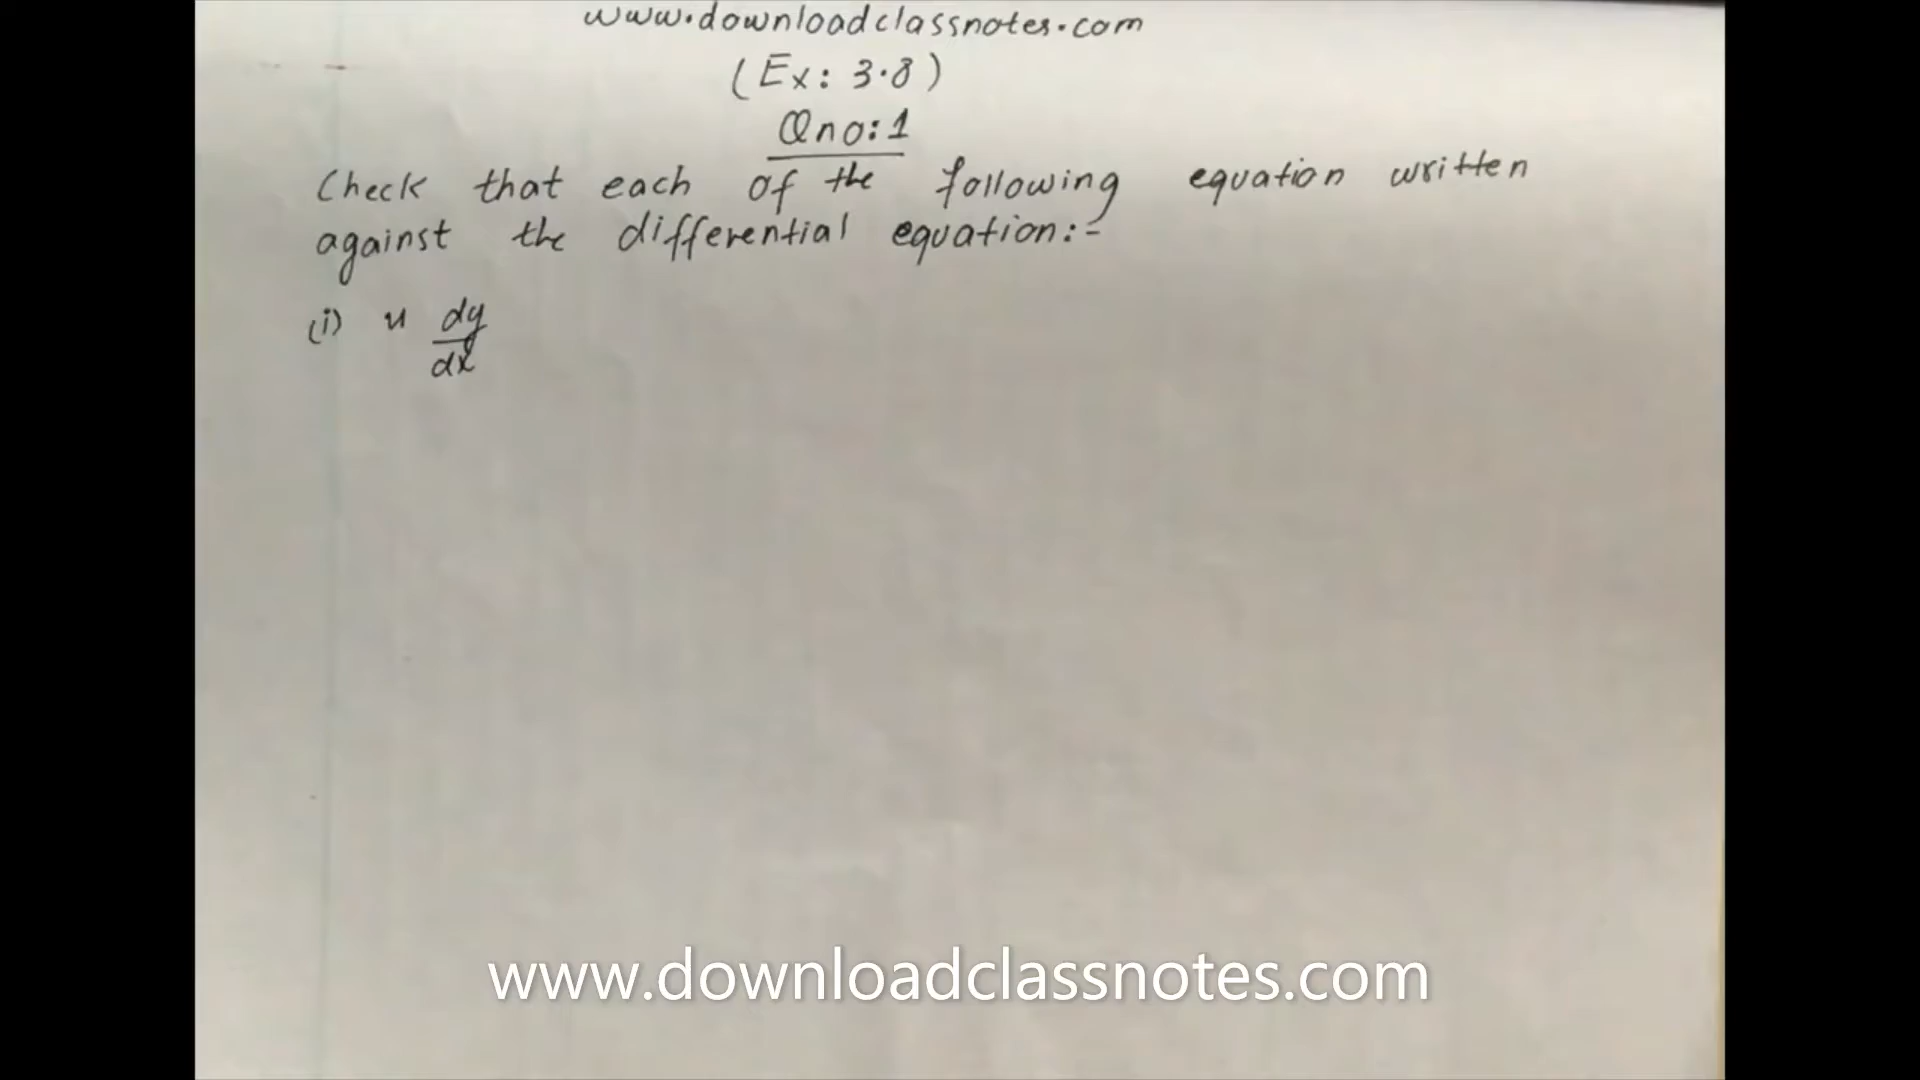 www.downloadclassnotes.com
(Ex: 3.8)
Qno:1
Check that each of the following equation written
against the differential equation:-
(i) x dy
dx
www.downloadclassnotes.com